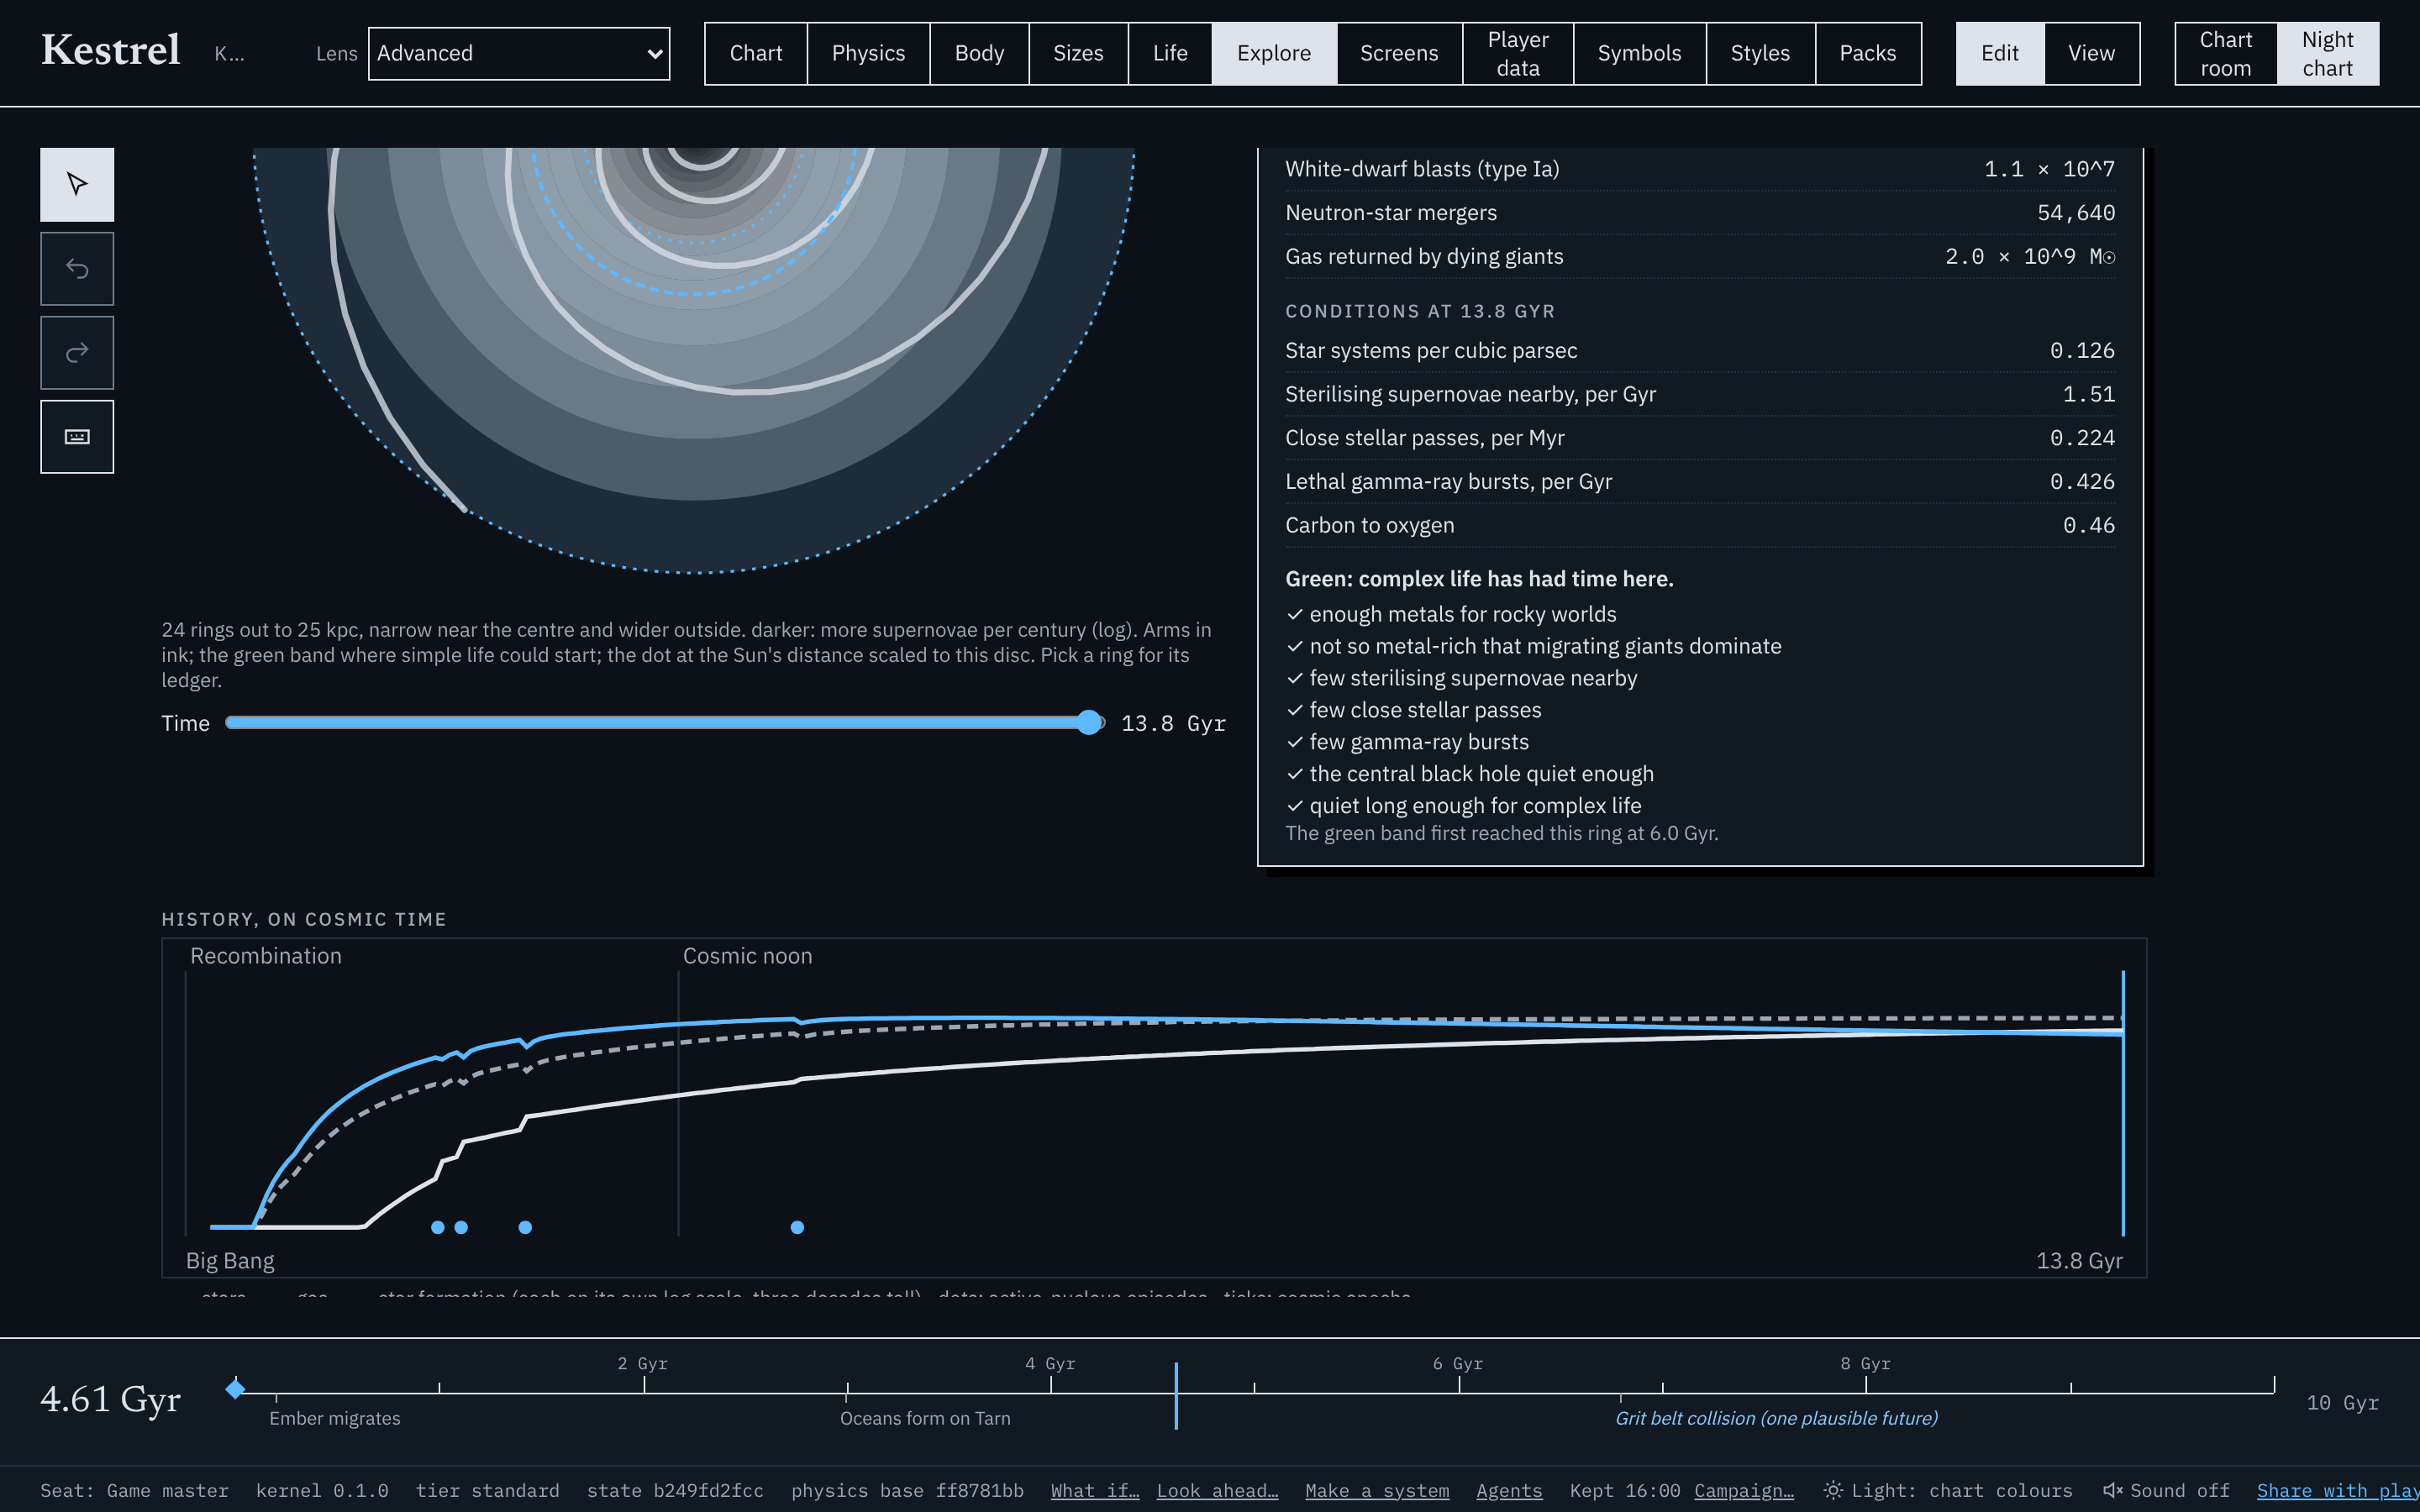 Kestrel
K…
Lens
Advanced
Chart
Physics
Body
Sizes
Life
Explore
Screens
Player data
Symbols
Styles
Packs
Edit
View
Chart room
Night chart
White-dwarf blasts (type Ia) 1.1 × 10^7
Neutron-star mergers 54,640
Gas returned by dying giants 2.0 × 10^9 M☉
CONDITIONS AT 13.8 GYR
Star systems per cubic parsec 0.126
Sterilising supernovae nearby, per Gyr 1.51
Close stellar passes, per Myr 0.224
Lethal gamma-ray bursts, per Gyr 0.426
Carbon to oxygen 0.46
Green: complex life has had time here.
✓ enough metals for rocky worlds
✓ not so metal-rich that migrating giants dominate
✓ few sterilising supernovae nearby
✓ few close stellar passes
✓ few gamma-ray bursts
✓ the central black hole quiet enough
✓ quiet long enough for complex life
The green band first reached this ring at 6.0 Gyr.
24 rings out to 25 kpc, narrow near the centre and wider outside. darker: more supernovae per century (log). Arms in
ink; the green band where simple life could start; the dot at the Sun's distance scaled to this disc. Pick a ring for its
ledger.
Time 13.8 Gyr
HISTORY, ON COSMIC TIME
Recombination
Cosmic noon
Big Bang
13.8 Gyr
4.61 Gyr
2 Gyr
4 Gyr
6 Gyr
8 Gyr
10 Gyr
Ember migrates
Oceans form on Tarn
Grit belt collision (one plausible future)
Seat: Game master kernel 0.1.0 tier standard state b249fd2fcc physics base ff8781bb What if… Look ahead… Make a system Agents Kept 16:00 Campaign… Light: chart colours Sound off Share with play